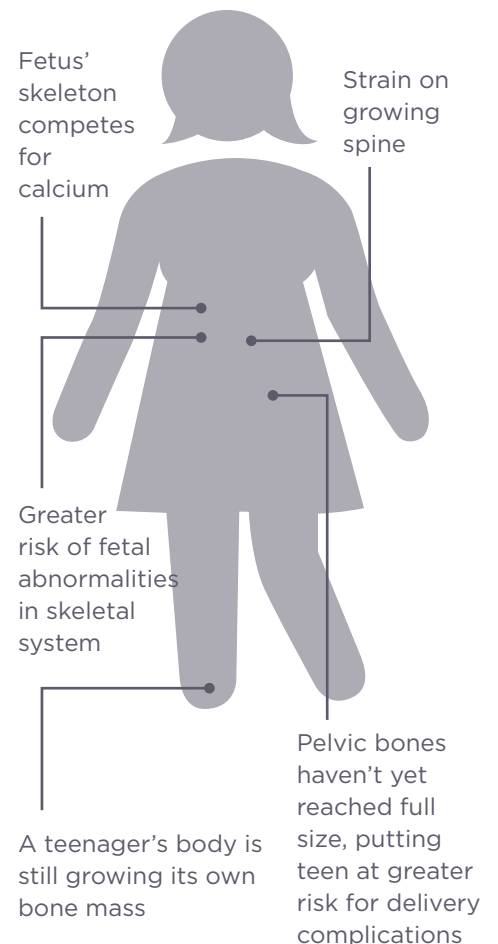 Fetus’
skeleton
competes
for
calcium
Strain on
growing
spine
Greater
risk of fetal
abnormalities
in skeletal
system
A teenager’s body is
still growing its own
bone mass
Pelvic bones
haven’t yet
reached full
size, putting
teen at greater
risk for delivery
complications